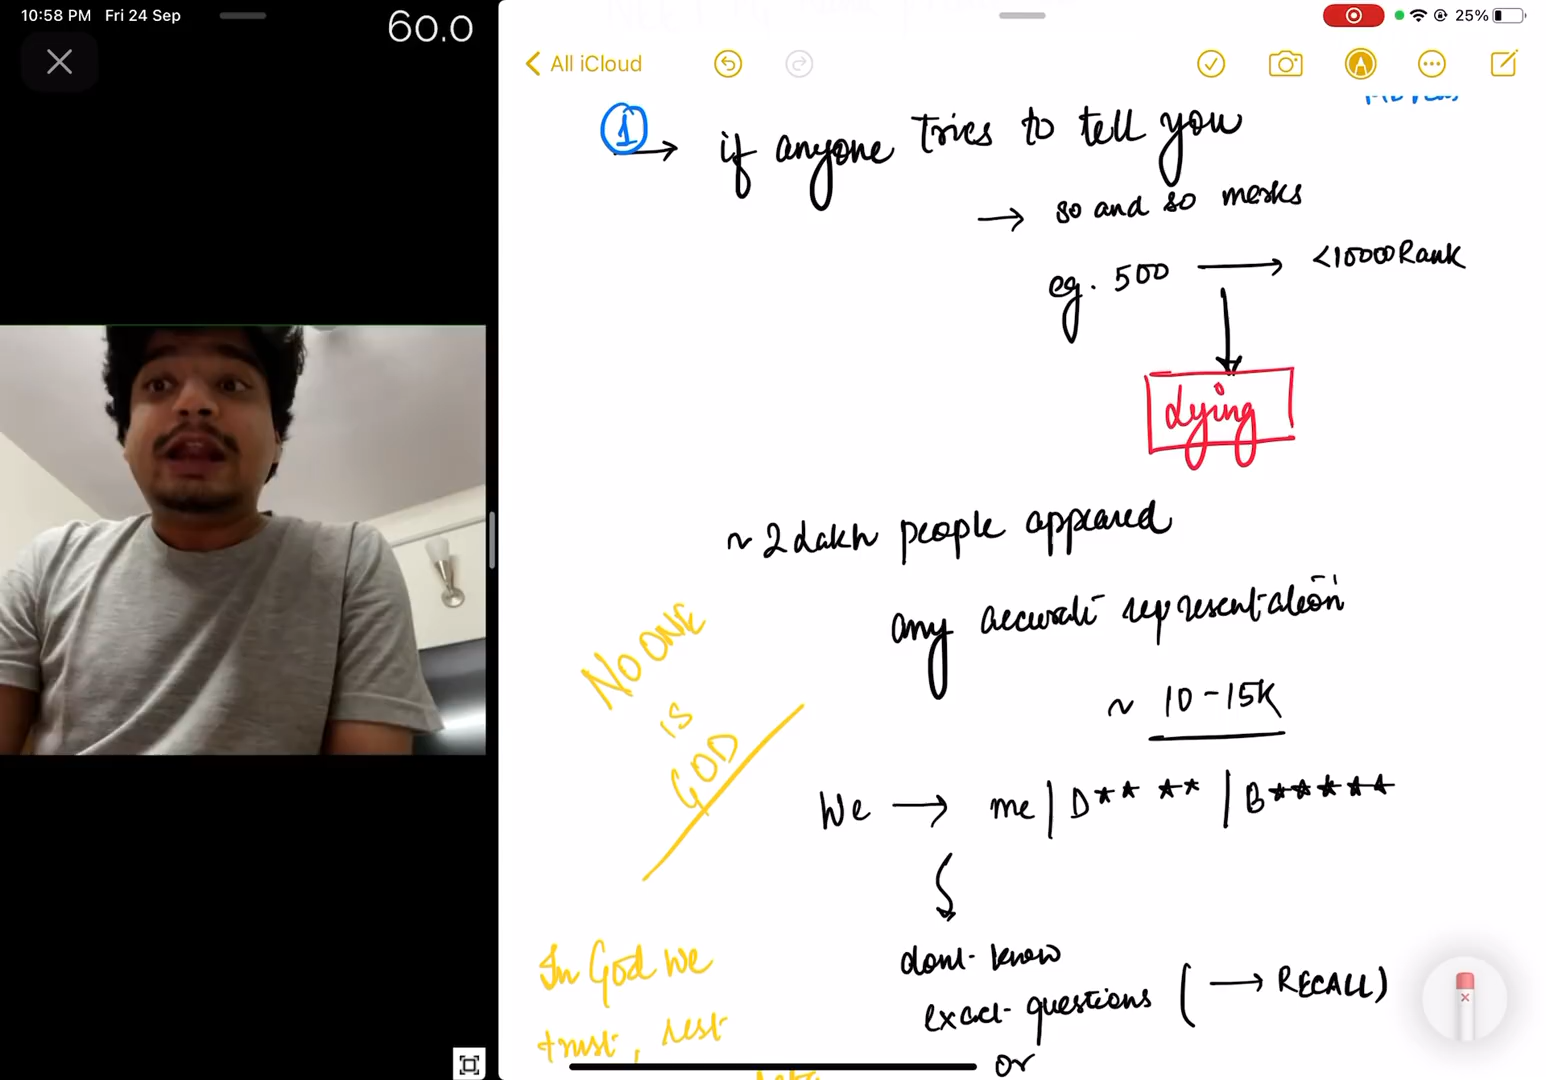 10:58 PM Fri 24 Sep
60.0
25%
All iCloud
1 → if anyone tries to tell you
→ so and so marks
eg. 500 → <10000 Rank
Lying
~ 2 Lakh people appeared
any accurate representation
~ 10-15K
NO ONE
IS
GOD
We → me | D** ** | B*****
dont know
exact questions ( → RECALL)
or
In God we
trust, rest